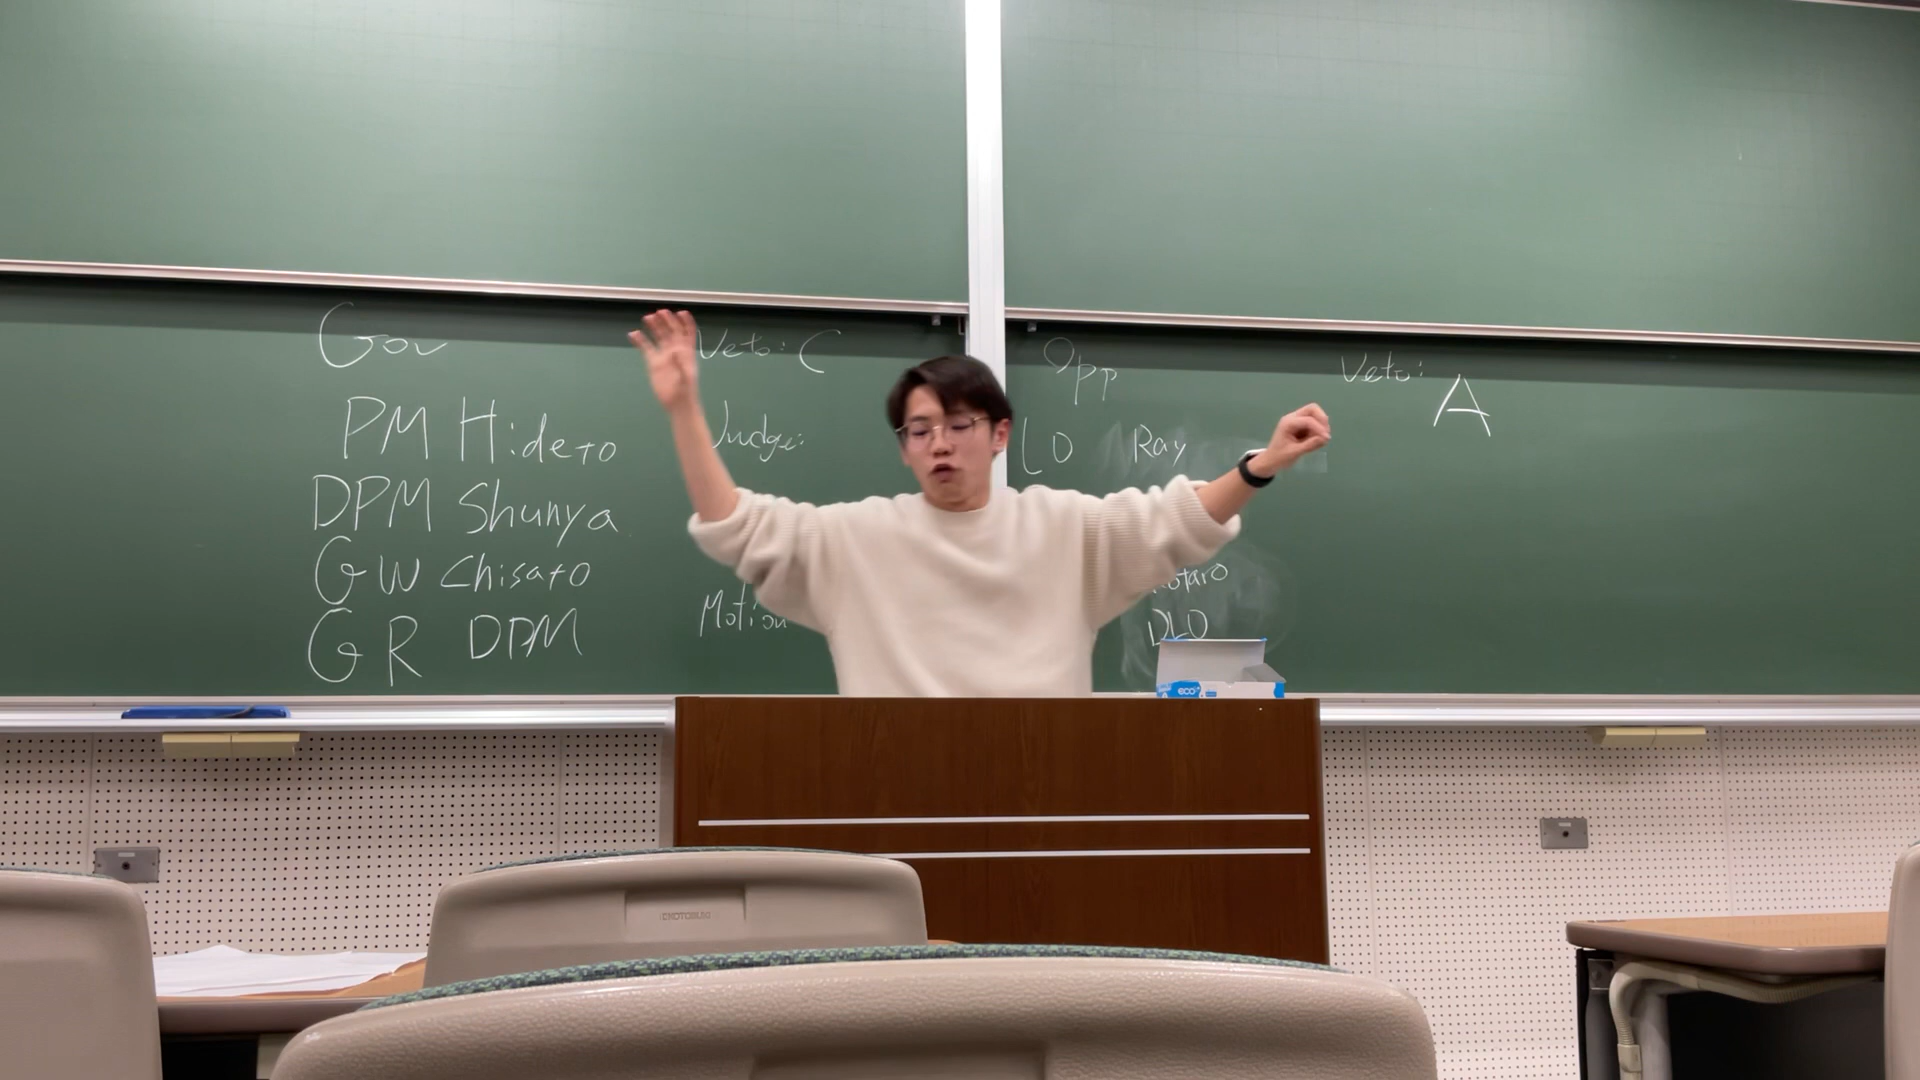 Gov
Veto: C
PM Hideto
Judge:
DPM Shunya
GW Chisato
Motion
GR DPM
Opp
Veto: A
LO Ray
otaro
DLO
eco
KOTOBUKI